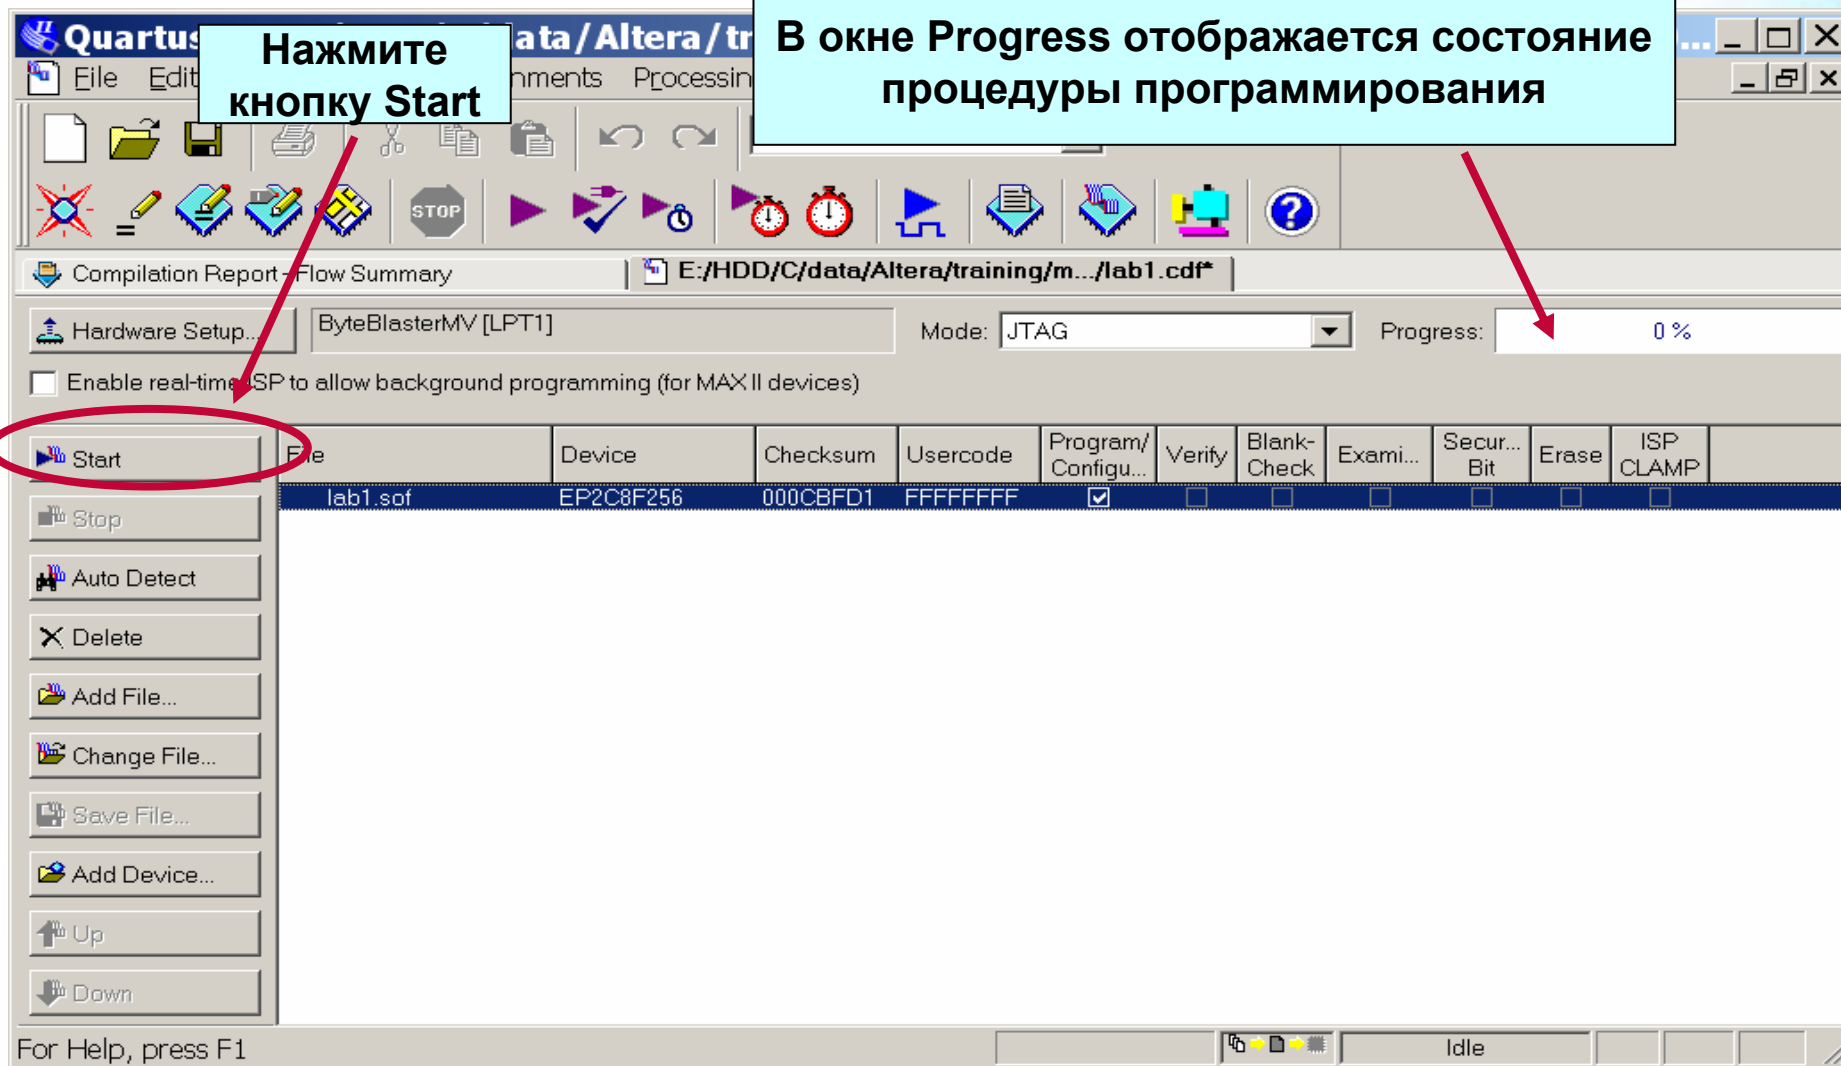 Quartus
ata/Altera/tr
...
Нажмите
кнопку Start
В окне Progress отображается состояние
процедуры программирования
File Edit
nments Processin
STOP
Compilation Report - Flow Summary
E:/HDD/C/data/Altera/training/m.../lab1.cdf*
Hardware Setup...
ByteBlasterMV [LPT1]
Mode: JTAG
Progress: 0 %
Enable real-time ISP to allow background programming (for MAX II devices)
Start
File Device Checksum Usercode Program/ Configu... Verify Blank- Check Exami... Secur... Bit Erase ISP CLAMP
lab1.sof EP2C8F256 000CBFD1 FFFFFFFF
Stop
Auto Detect
Delete
Add File...
Change File...
Save File...
Add Device...
Up
Down
For Help, press F1
Idle